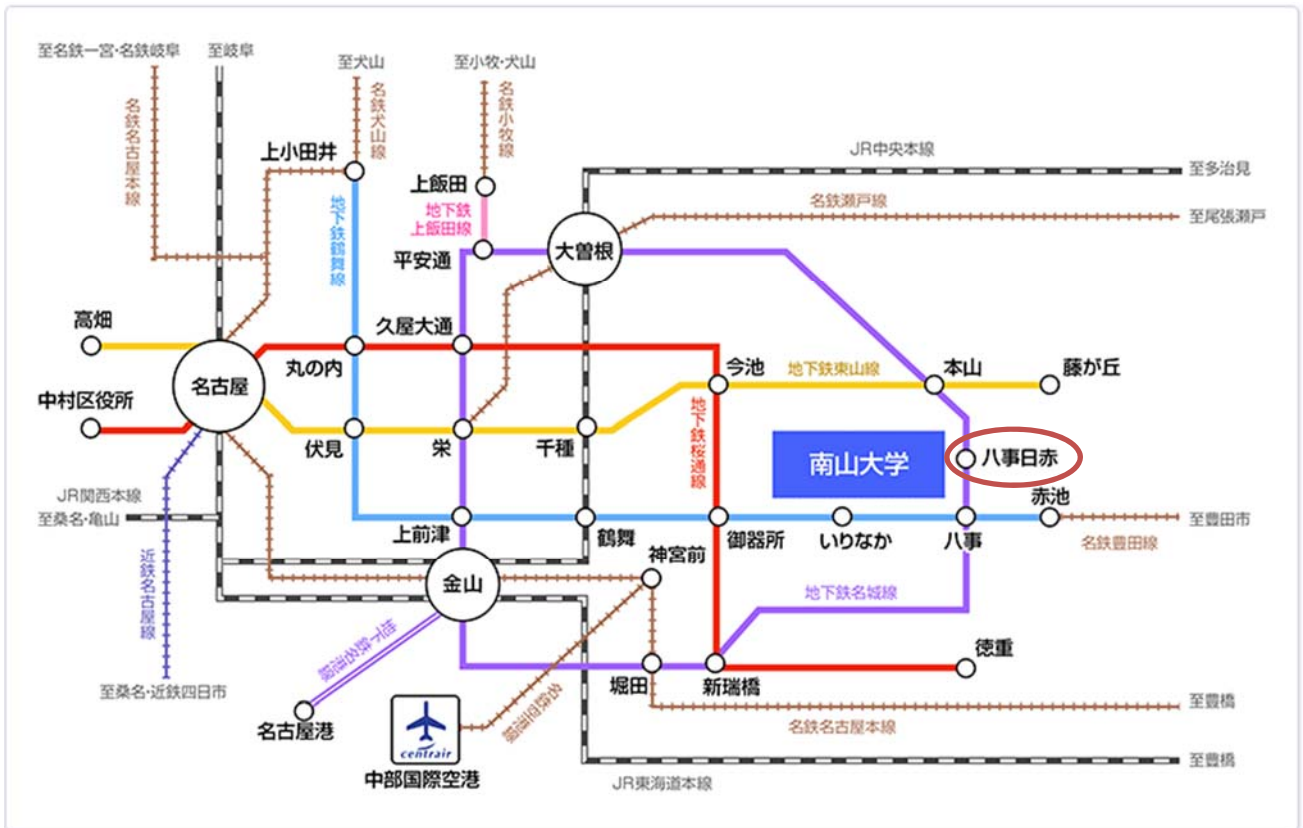 至名鉄一宮・名鉄岐阜
至岐阜
至犬山
至小牧・犬山
名鉄名古屋本線
名鉄犬山線
名鉄小牧線
上小田井
上飯田
JR中央本線
至多治見
地下鉄鶴舞線
地下鉄
上飯田線
名鉄瀬戸線
至尾張瀬戸
平安通
大曽根
高畑
久屋大通
丸の内
今池
地下鉄東山線
本山
藤が丘
名古屋
中村区役所
伏見
栄
千種
地下鉄桜通線
南山大学
八事日赤
JR関西本線
至桑名・亀山
赤池
至豊田市
上前津
鶴舞
御器所
いりなか
八事
名鉄豊田線
近鉄名古屋線
神宮前
金山
地下鉄名城線
地下鉄名港線
徳重
至桑名・近鉄四日市
堀田
新瑞橋
名古屋港
centrair
名鉄空港線
至豊橋
名鉄名古屋本線
中部国際空港
至豊橋
JR東海道本線